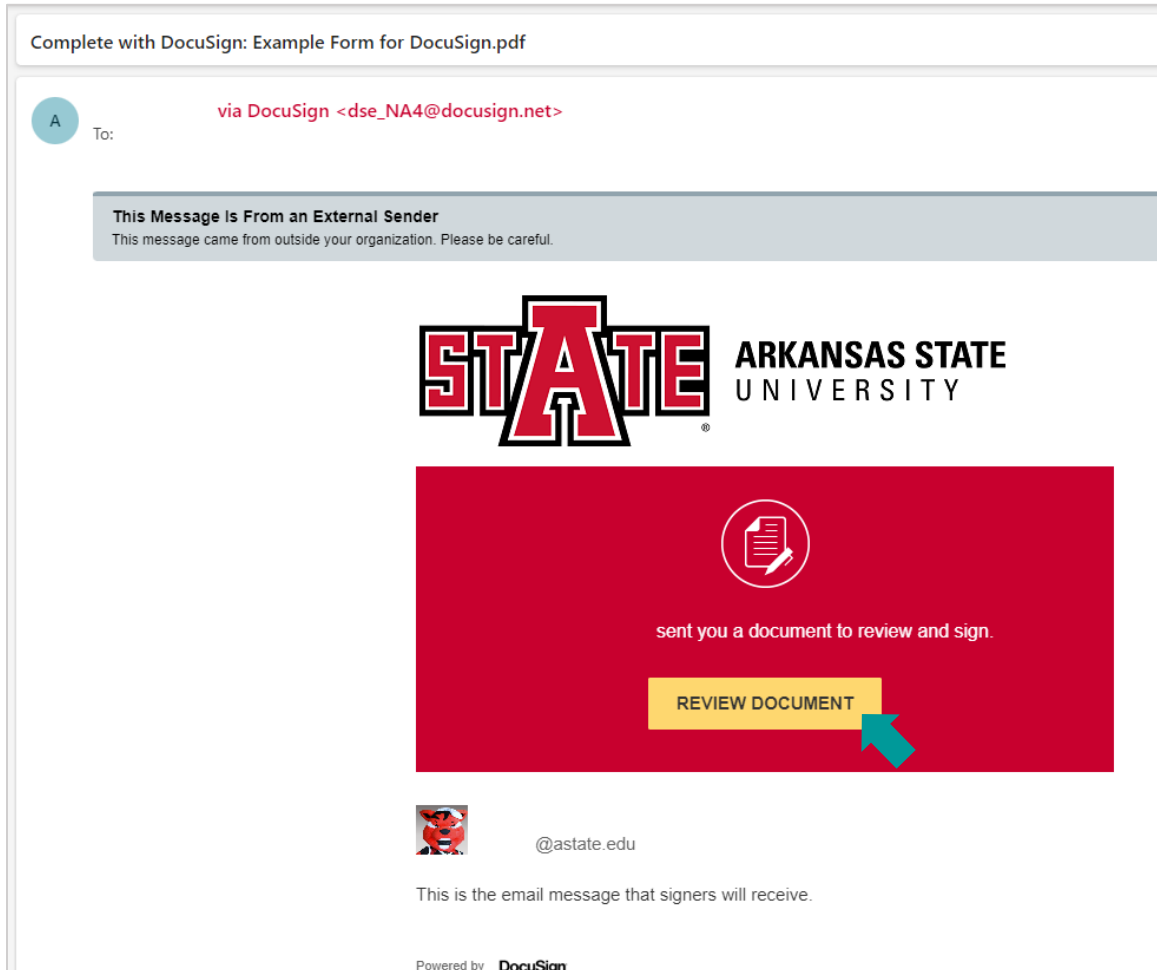 Complete with DocuSign: Example Form for DocuSign.pdf
A
via DocuSign <dse_NA4@docusign.net>
To:
This Message Is From an External Sender
This message came from outside your organization. Please be careful.
STATE
®
ARKANSAS STATE
UNIVERSITY
sent you a document to review and sign.
REVIEW DOCUMENT
@astate.edu
This is the email message that signers will receive.
Powered by DocuSign